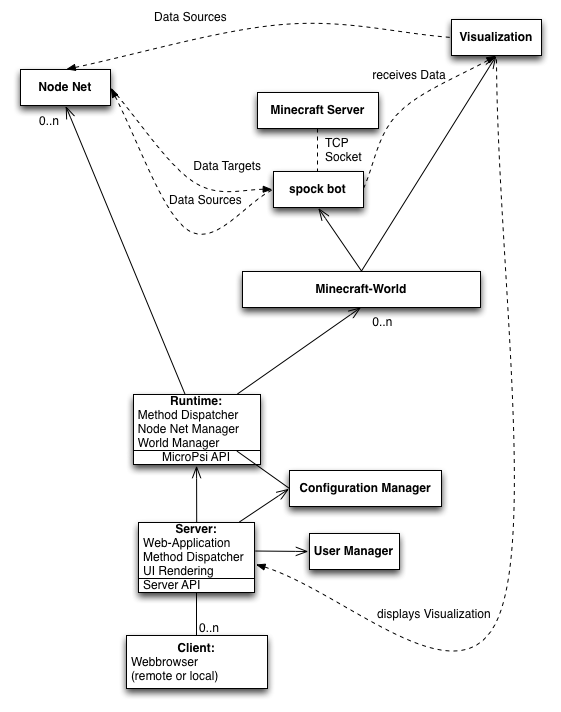 Data Sources
Visualization
Node Net
receives Data
0..n
Minecraft Server
TCP
Socket
Data Targets
spock bot
Data Sources
Minecraft-World
0..n
Runtime:
Method Dispatcher
Node Net Manager
World Manager
MicroPsi API
Configuration Manager
Server:
Web-Application
Method Dispatcher
UI Rendering
Server API
User Manager
displays Visualization
0..n
Client:
Webbrowser
(remote or local)